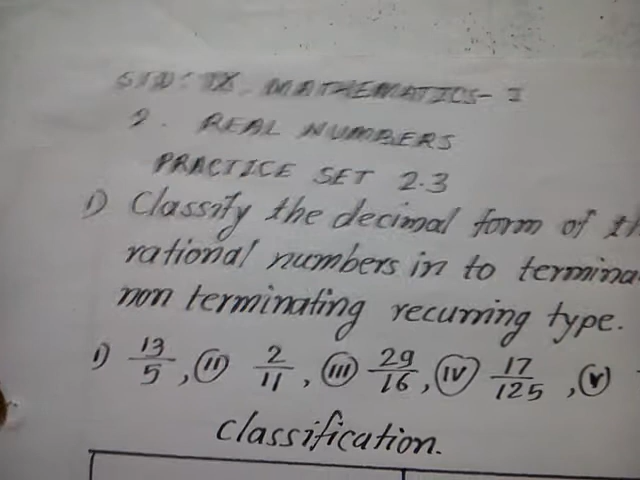 STD: IX. MATHEMATICS- I
2. REAL NUMBERS
PRACTICE SET 2.3
1) Classify the decimal form of
rational numbers in to
non terminating recurring type.
i) 13/5, (ii) 2/11, (iii) 29/16, (iv) 17/125, (v)
classification.